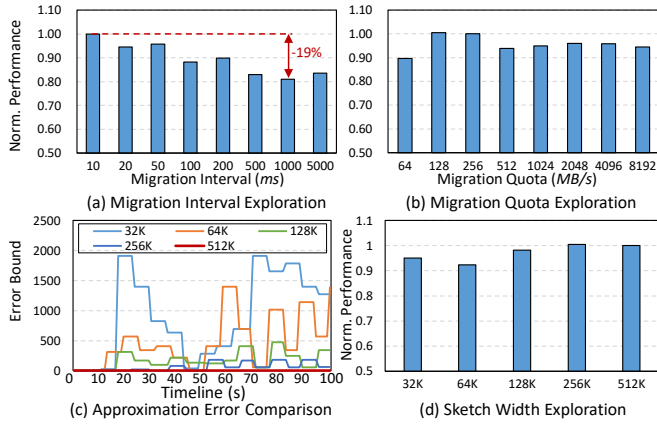 Norm. Performance
1.00
0.90
0.80
0.70
0.60
0.50
-19%
10 20 50 100 200 500 1000 5000
Migration Interval (ms)
(a) Migration Interval Exploration
1.10
1.00
0.90
0.80
0.70
0.60
0.50
64 128 256 512 1024 2048 4096 8192
Migration Quota (MB/s)
(b) Migration Quota Exploration
Error Bound
2500
2000
1500
1000
500
0
32K 64K 128K
256K 512K
0 10 20 30 40 50 60 70 80 90 100
Timeline (s)
(c) Approximation Error Comparison
Norm. Performance
1.1
1
0.9
0.8
0.7
0.6
0.5
32K 64K 128K 256K 512K
(d) Sketch Width Exploration